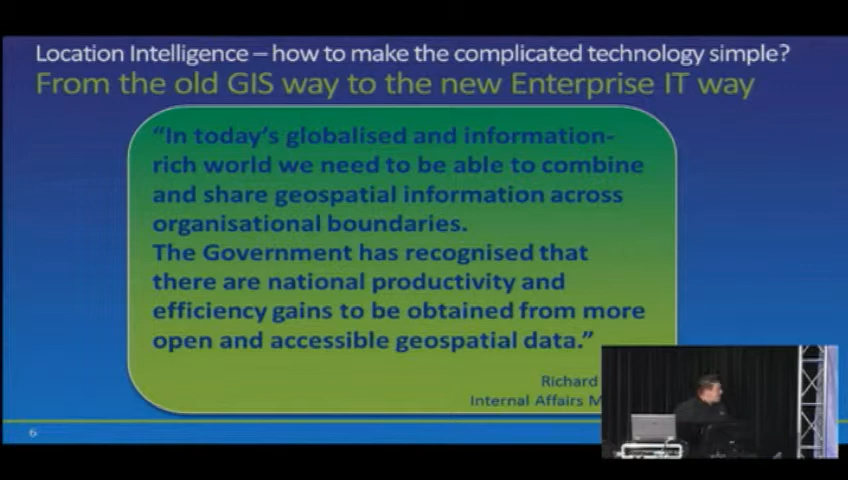 Location Intelligence – how to make the complicated technology simple?
From the old GIS way to the new Enterprise IT way
“In today’s globalised and information-
rich world we need to be able to combine
and share geospatial information across
organisational boundaries.
The Government has recognised that
there are national productivity and
efficiency gains to be obtained from more
open and accessible geospatial data.”
Richard
Internal Affairs
6